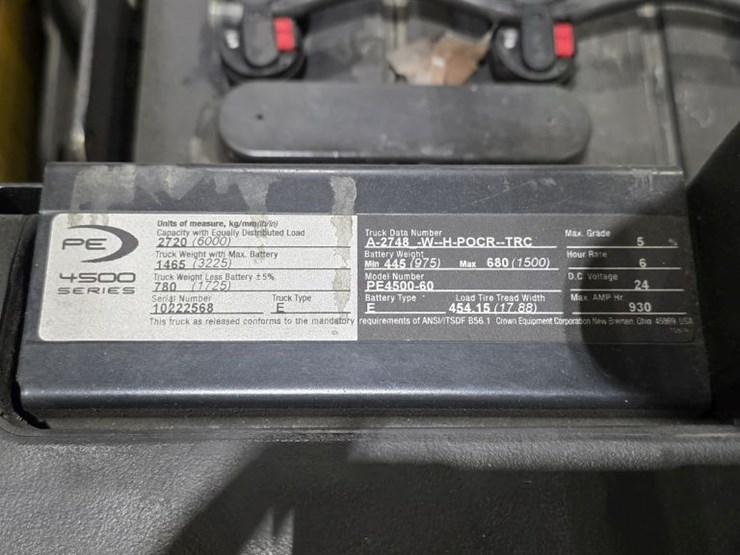 PE
4500
SERIES
Units of measure, kg/mm(lb/in)
Capacity with Equally Distributed Load
2720 (6000)
Truck Weight with Max. Battery
1465 (3225)
Truck Weight Less Battery ±5%
780 (1725)
Serial Number Truck Type
10222568 E
Truck Data Number
A-2748_-W--H-POCR--TRC
Battery Weight
Min 445 (975) Max 680 (1500)
Model Number
PE4500-60
Battery Type Load Tire Tread Width
E 454.15 (17.88)
Max. Grade
5 %
Hour Rate
6
D.C. Voltage
24
Max. AMP Hr.
930
This truck as released conforms to the mandatory requirements of ANSI/ITSDF B56.1 Crown Equipment Corporation New Bremen, Ohio 45869 USA